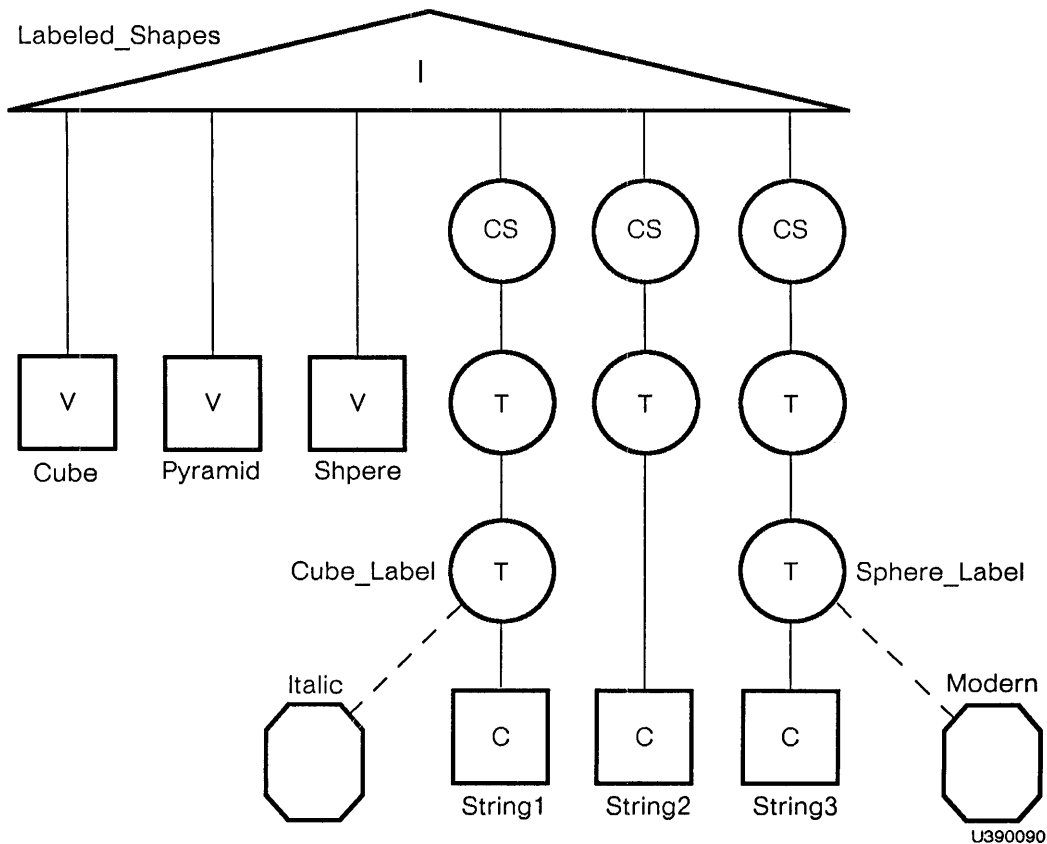 Labeled_Shapes
I
CS CS CS
V V V T T T
Cube Pyramid Shpere
Cube_Label T T Sphere_Label
Italic Modern
C C C
String1 String2 String3
U390090